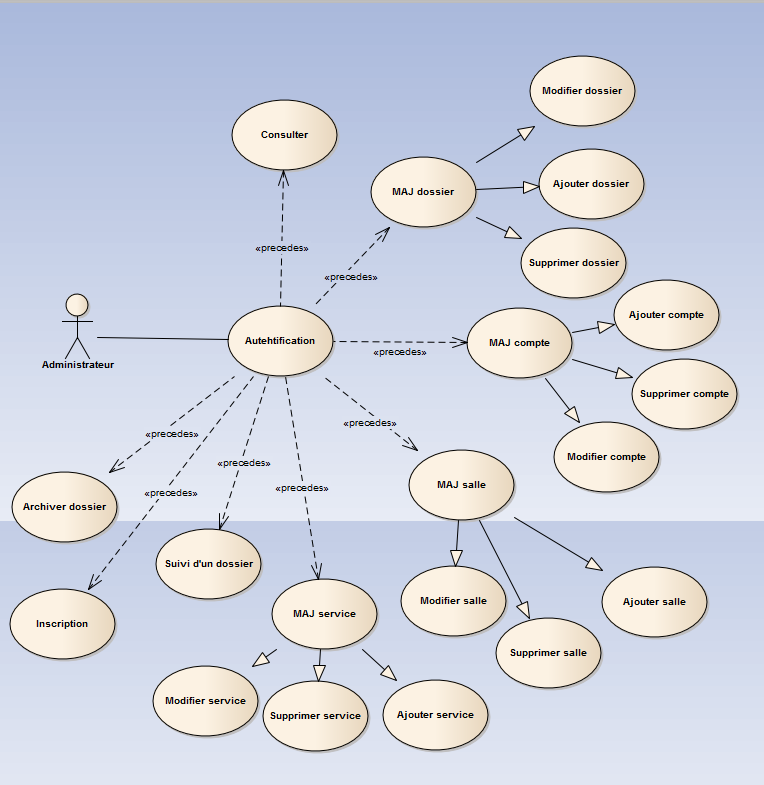 Modifier dossier
Consulter
MAJ dossier
Ajouter dossier
«precedes»
«precedes»
Supprimer dossier
Ajouter compte
Autehtification
MAJ compte
«precedes»
Administrateur
Supprimer compte
«precedes»
«precedes»
Modifier compte
«precedes»
«precedes»
«precedes»
MAJ salle
Archiver dossier
Suivi d'un dossier
Modifier salle
Ajouter salle
MAJ service
Inscription
Supprimer salle
Modifier service
Supprimer service
Ajouter service